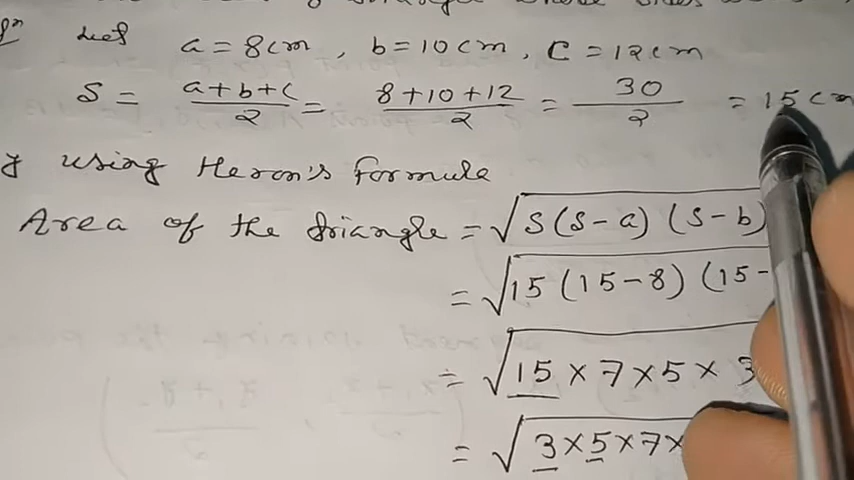 Let a = 8cm, b = 10cm, C = 12cm
S = a+b+c/2 = 8+10+12/2 = 30/2 = 15cm
using Heron's Formula
Area of the triangle = √S(S-a)(S-b)
= √15(15-8)(15-
= √15×7×5×3
= √3×5×7×